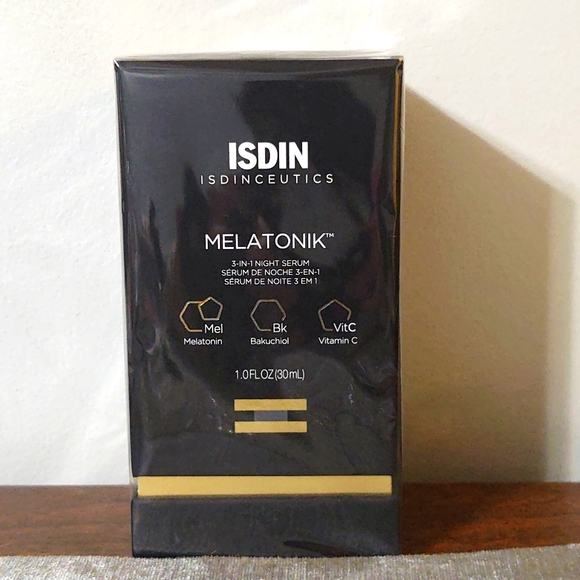 ISDIN
ISDINCEUTICS
MELATONIK™
3-IN-1 NIGHT SERUM
SÉRUM DE NOCHE 3-EN-1
SÉRUM DE NOITE 3 EM 1
Mel Bk VitC
Melatonin Bakuchiol Vitamin C
1.0 FL OZ (30 mL)